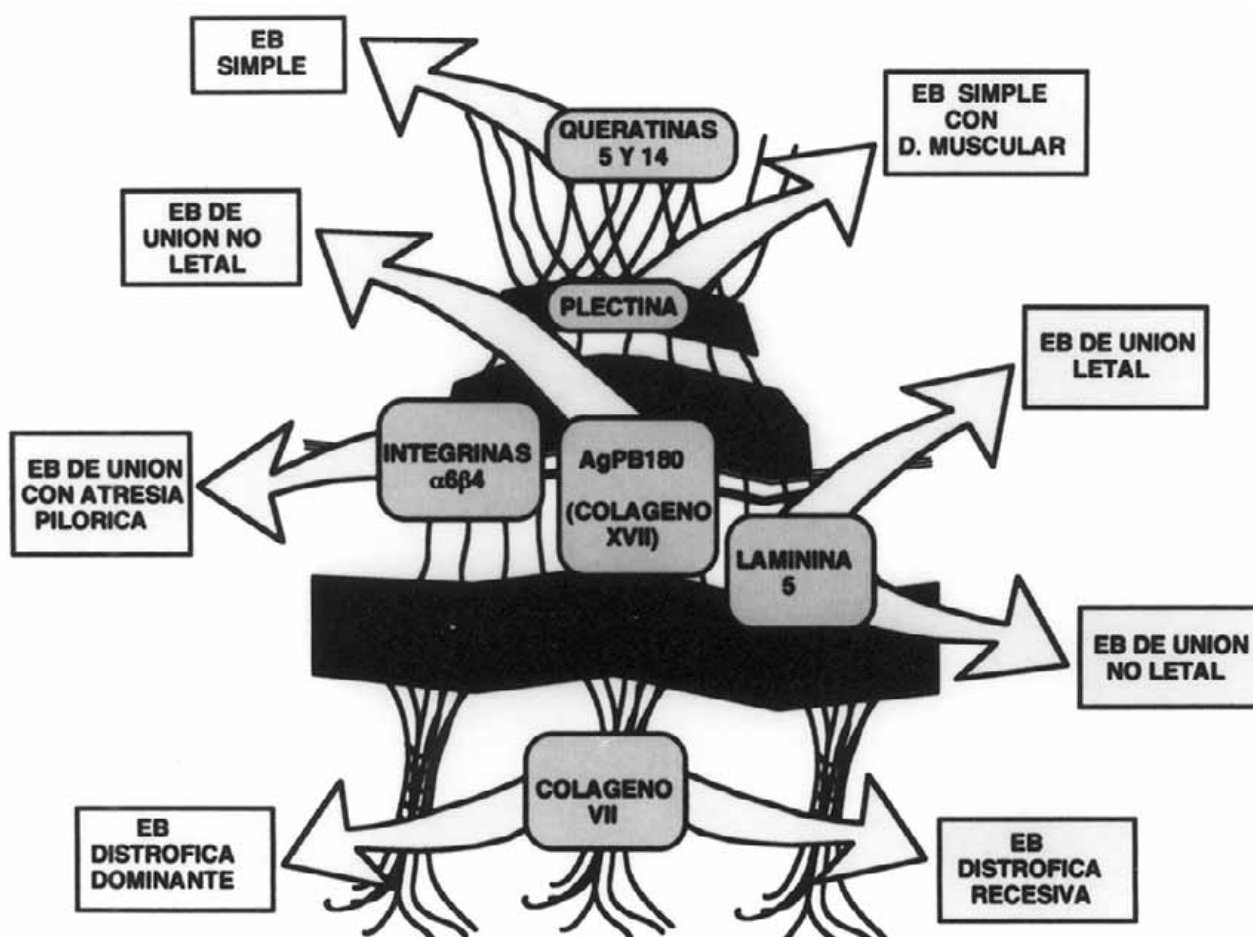 EB
SIMPLE
QUERATINAS
5 Y 14
EB SIMPLE
CON
D. MUSCULAR
EB DE
UNION NO
LETAL
PLECTINA
EB DE UNION
LETAL
EB DE UNION
CON ATRESIA
PILORICA
INTEGRINAS
α6β4
AgPB180
(COLAGENO
XVII)
LAMININA
5
EB DE UNION
NO LETAL
COLAGENO
VII
EB
DISTROFICA
DOMINANTE
EB
DISTROFICA
RECESIVA